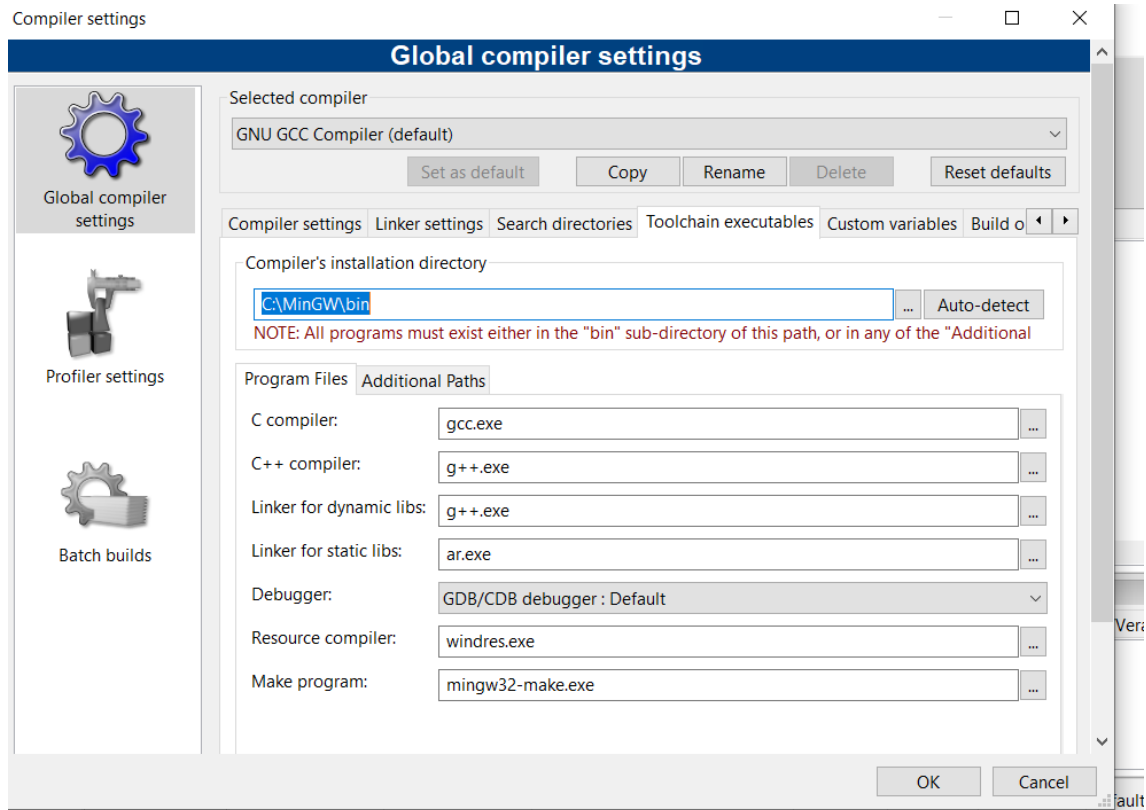 Compiler settings
Global compiler settings
Global compiler
settings
Profiler settings
Batch builds
Selected compiler
GNU GCC Compiler (default)
Set as default Copy Rename Delete Reset defaults
Compiler settings Linker settings Search directories Toolchain executables Custom variables Build o
Compiler's installation directory
C:\MinGW\bin ... Auto-detect
NOTE: All programs must exist either in the "bin" sub-directory of this path, or in any of the "Additional
Program Files Additional Paths
C compiler: gcc.exe ...
C++ compiler: g++.exe ...
Linker for dynamic libs: g++.exe ...
Linker for static libs: ar.exe ...
Debugger: GDB/CDB debugger : Default
Resource compiler: windres.exe ...
Make program: mingw32-make.exe ...
OK Cancel
Vera
fault